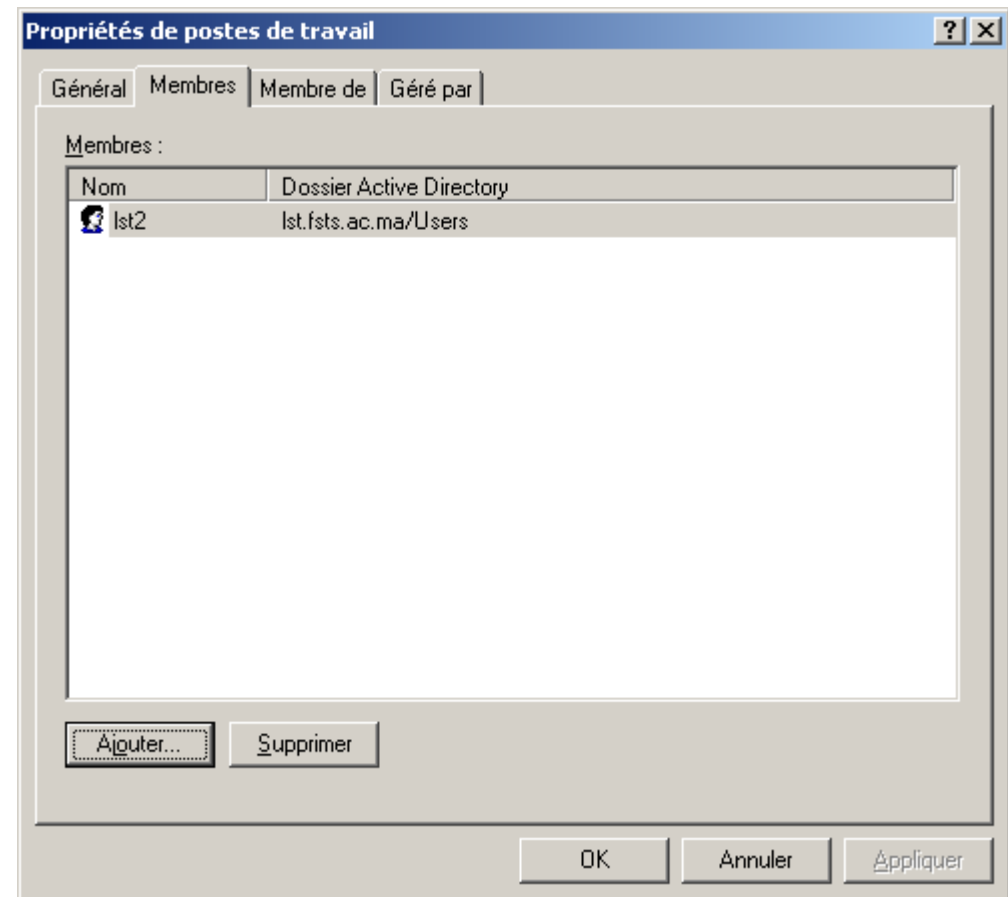 Propriétés de postes de travail
Général Membres Membre de Géré par
Membres :
Nom Dossier Active Directory
lst2 lst.fsts.ac.ma/Users
Ajouter... Supprimer
OK Annuler Appliquer